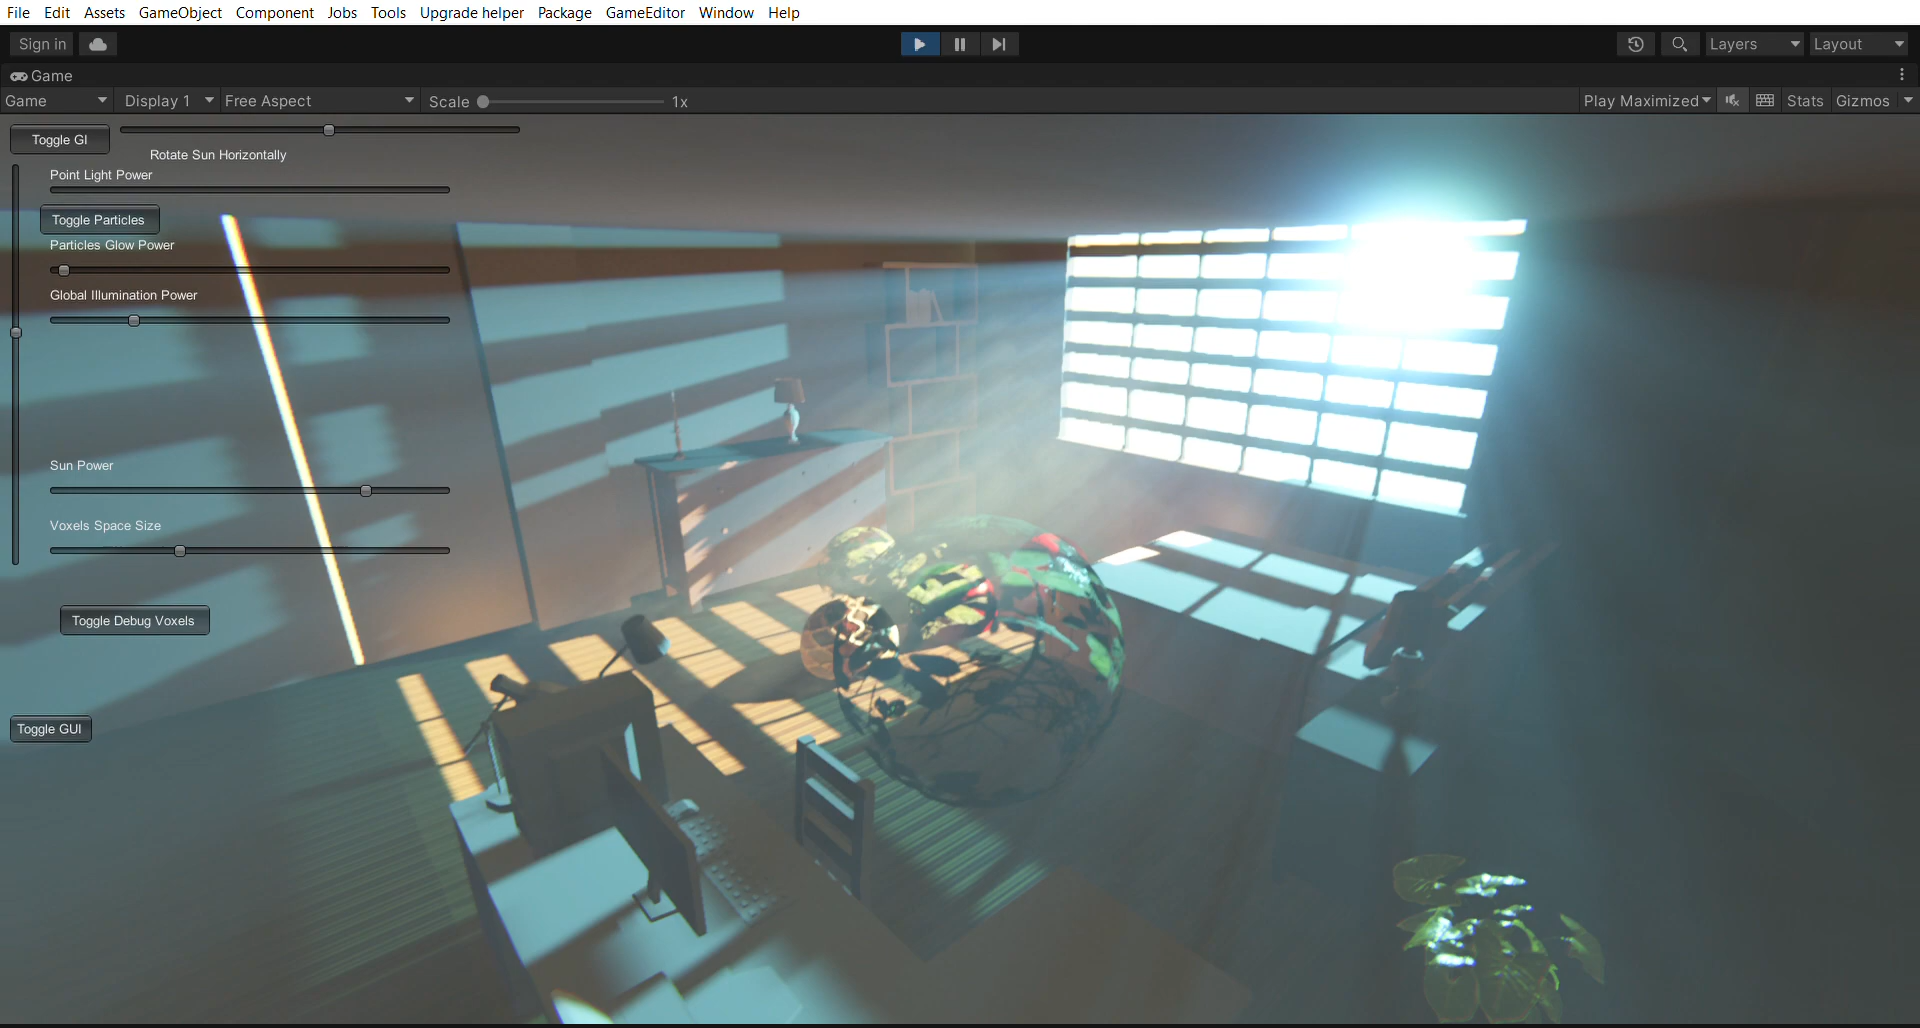 File Edit Assets GameObject Component Jobs Tools Upgrade helper Package GameEditor Window Help
Sign in Layers Layout
Game
Game Display 1 Free Aspect Scale 1x Play Maximized Stats Gizmos
Toggle GI
Rotate Sun Horizontally
Point Light Power
Toggle Particles
Particles Glow Power
Global Illumination Power
Sun Power
Voxels Space Size
Toggle Debug Voxels
Toggle GUI